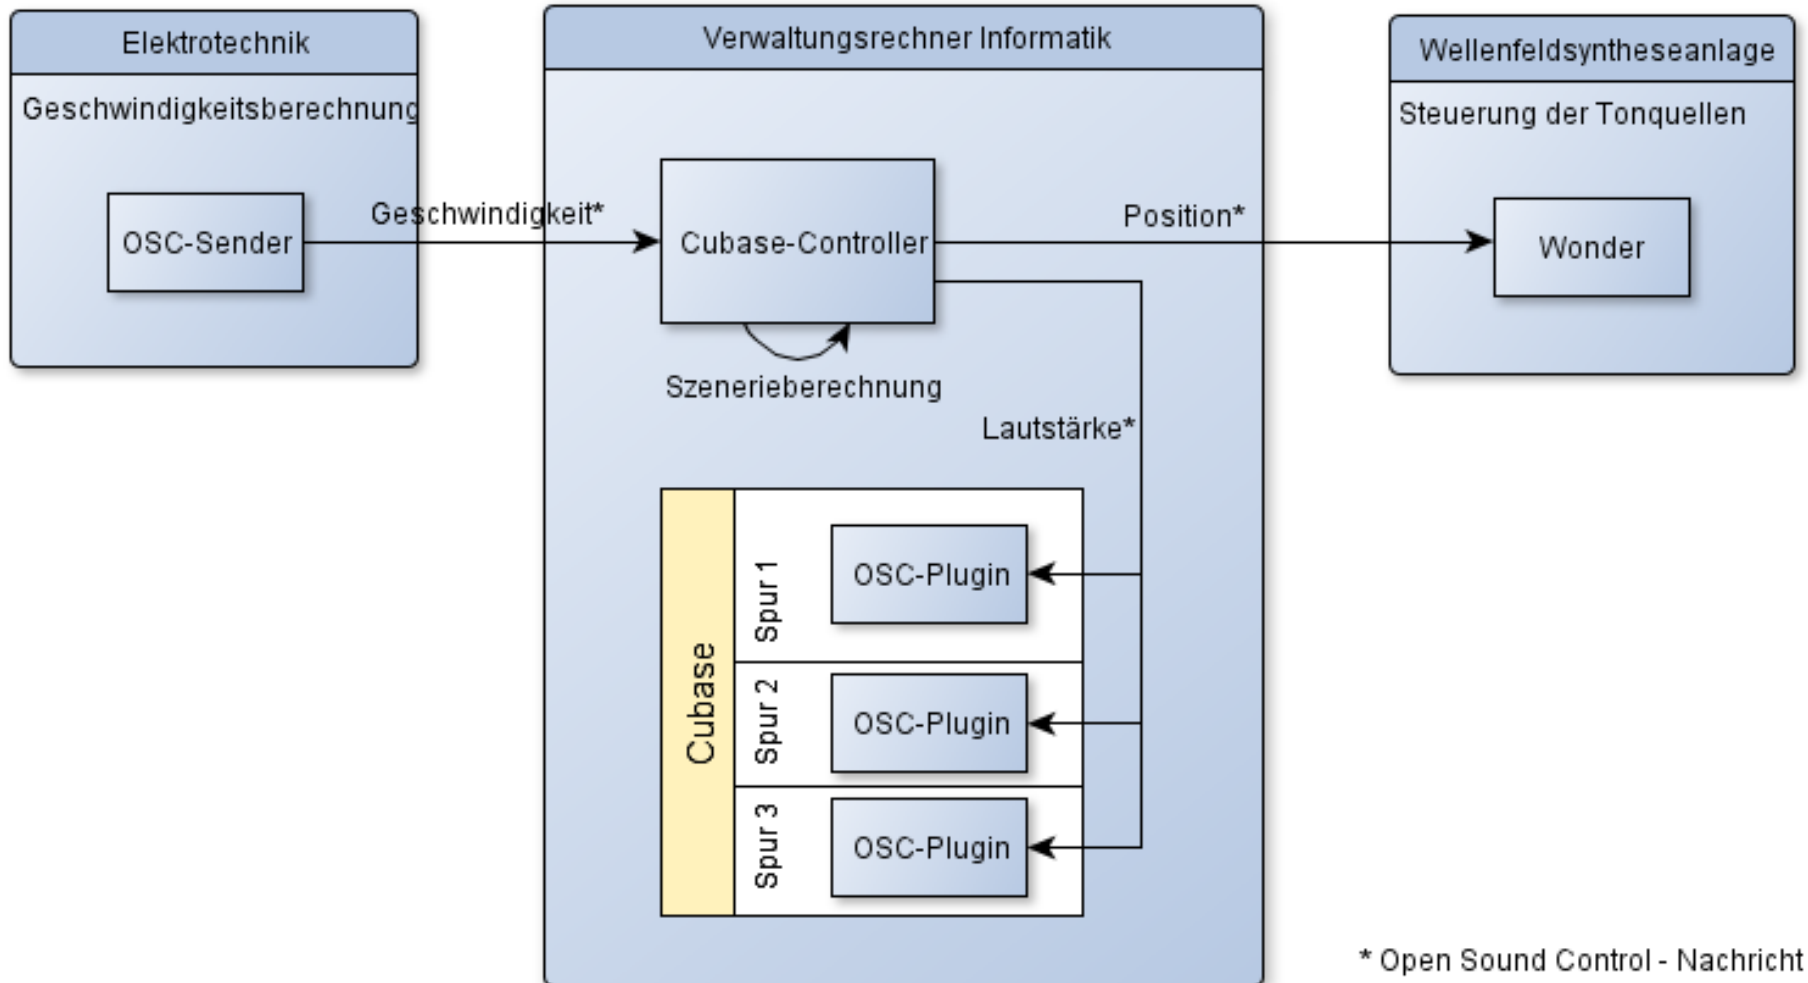 Elektrotechnik
Geschwindigkeitsberechnung
OSC-Sender
Geschwindigkeit*
Verwaltungsrechner Informatik
Cubase-Controller
Szenerieberechnung
Position*
Lautstärke*
Cubase
Spur 1
OSC-Plugin
Spur 2
OSC-Plugin
Spur 3
OSC-Plugin
Wellenfeldsyntheseanlage
Steuerung der Tonquellen
Wonder
* Open Sound Control - Nachricht